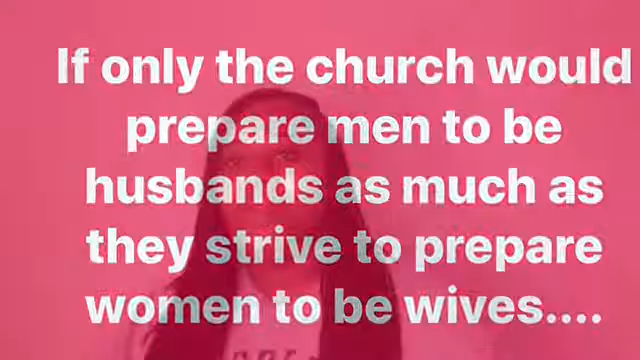 If only the church would
prepare men to be
husbands as much as
they strive to prepare
women to be wives....